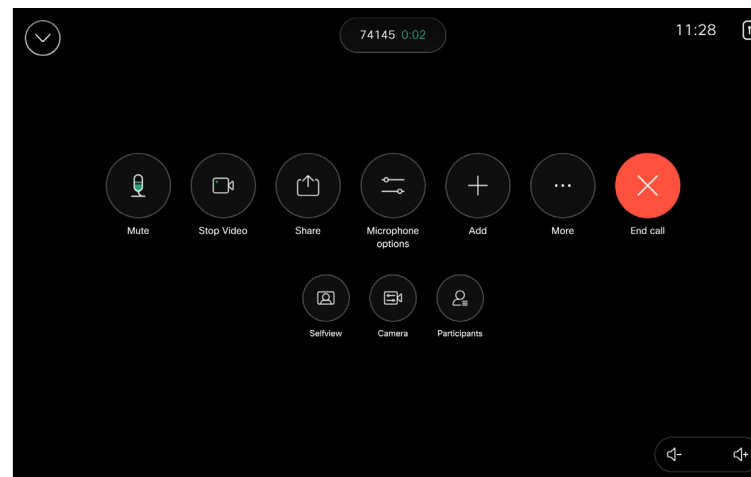 74145 0:02
11:28
Mute
Stop Video
Share
Microphone
options
Add
More
End call
Selfview
Camera
Participants